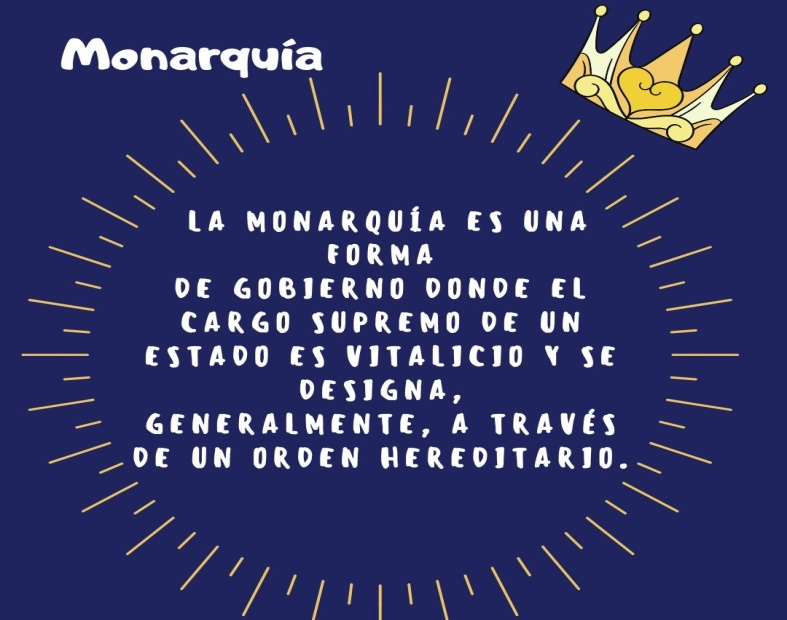 Monarquía
LA MONARQUÍA ES UNA
FORMA
DE GOBIERNO DONDE EL
CARGO SUPREMO DE UN
ESTADO ES VITALICIO Y SE
DESIGNA,
GENERALMENTE, A TRAVÉS
DE UN ORDEN HEREDITARIO.